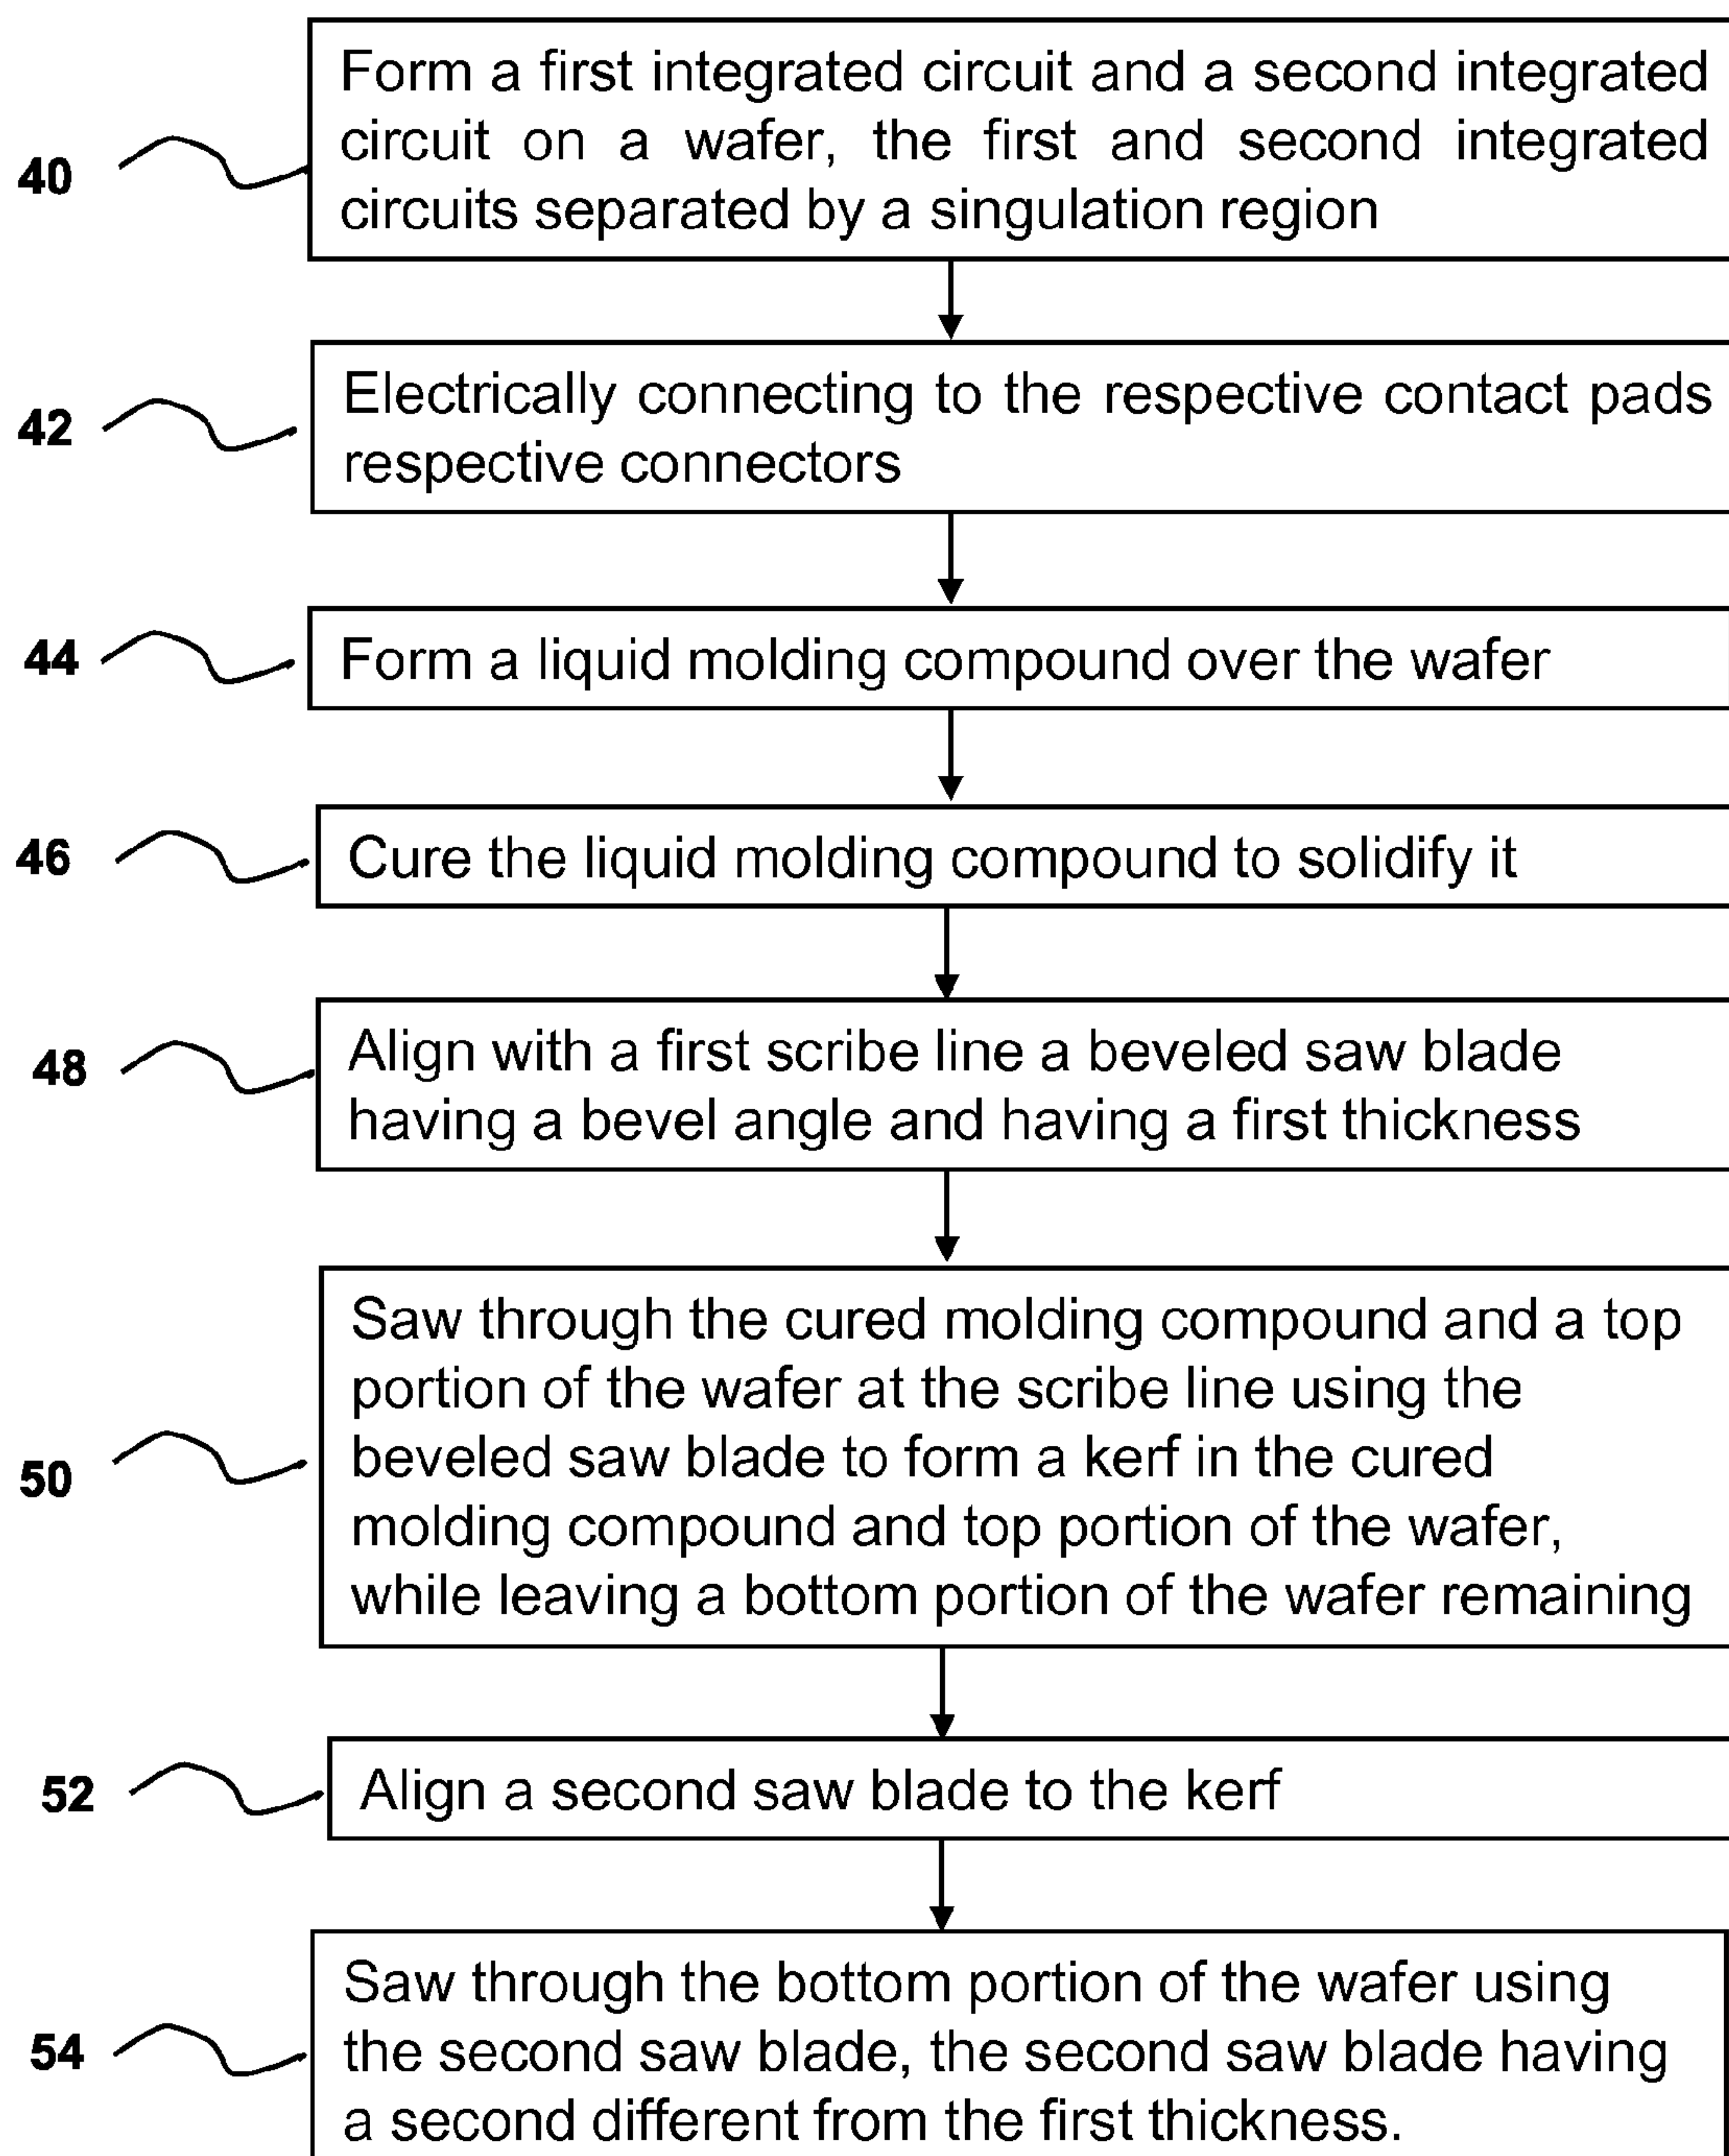 Form a first integrated circuit and a second integrated
circuit on a wafer, the first and second integrated
40
circuits separated by a singulation region
Electrically connecting to the respective contact pads
42
respective connectors
44
Form a liquid molding compound over the wafer
46
Cure the liquid molding compound to solidify it
Align with a first scribe line a beveled saw blade
48
having a bevel angle and having a first thickness
Saw through the cured molding compound and a top
portion of the wafer at the scribe line using the
beveled saw blade to form a kerf in the cured
50
molding compound and top portion of the wafer,
while leaving a bottom portion of the wafer remaining
52
Align a second saw blade to the kerf
Saw through the bottom portion of the wafer using
54
the second saw blade, the second saw blade having
a second different from the first thickness.